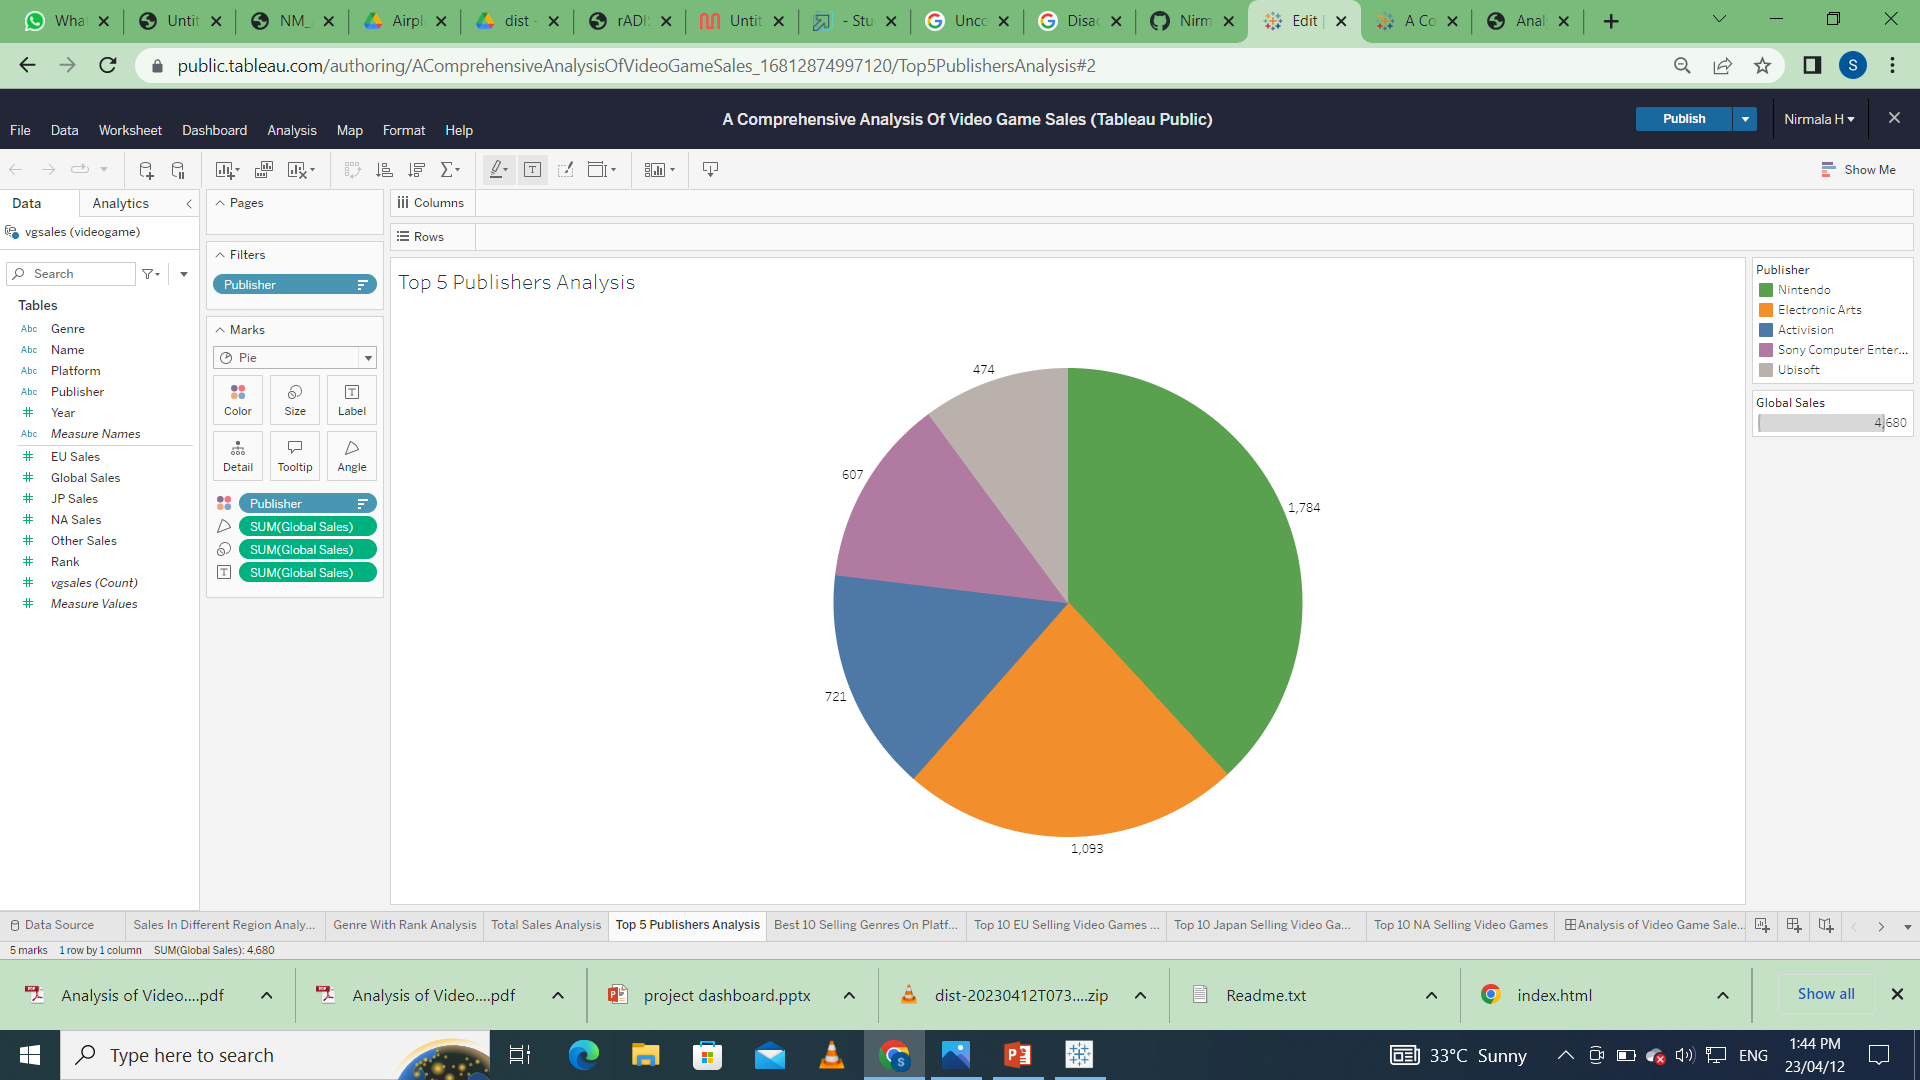 What
Untit
NM_
Airpl
dist -
rADI
Untit
- Stu
Unco
Disac
Nirm
Edit |
A Co
Anal
public.tableau.com/authoring/AComprehensiveAnalysisOfVideoGameSales_16812874997120/Top5PublishersAnalysis#2
S
A Comprehensive Analysis Of Video Game Sales (Tableau Public)
Publish
Nirmala H
File Data Worksheet Dashboard Analysis Map Format Help
Show Me
Data Analytics
vgsales (videogame)
Search
Tables
Abc Genre
Abc Name
Abc Platform
Abc Publisher
# Year
Abc Measure Names
# EU Sales
# Global Sales
# JP Sales
# NA Sales
# Other Sales
# Rank
# vgsales (Count)
# Measure Values
Pages
Filters
Publisher
Marks
Pie
Color Size Label
Detail Tooltip Angle
Publisher
SUM(Global Sales)
SUM(Global Sales)
T SUM(Global Sales)
Columns
Rows
Top 5 Publishers Analysis
474
607
1,784
721
1,093
Publisher
Nintendo
Electronic Arts
Activision
Sony Computer Enter...
Ubisoft
Global Sales
4,680
Data Source
Sales In Different Region Analy...
Genre With Rank Analysis
Total Sales Analysis
Top 5 Publishers Analysis
Best 10 Selling Genres On Platf...
Top 10 EU Selling Video Games ...
Top 10 Japan Selling Video Ga...
Top 10 NA Selling Video Games
Analysis of Video Game Sale...
5 marks 1 row by 1 column SUM(Global Sales): 4,680
Analysis of Video....pdf
Analysis of Video....pdf
project dashboard.pptx
dist-20230412T073....zip
Readme.txt
index.html
Show all
Type here to search
33°C Sunny
ENG
1:44 PM
23/04/12